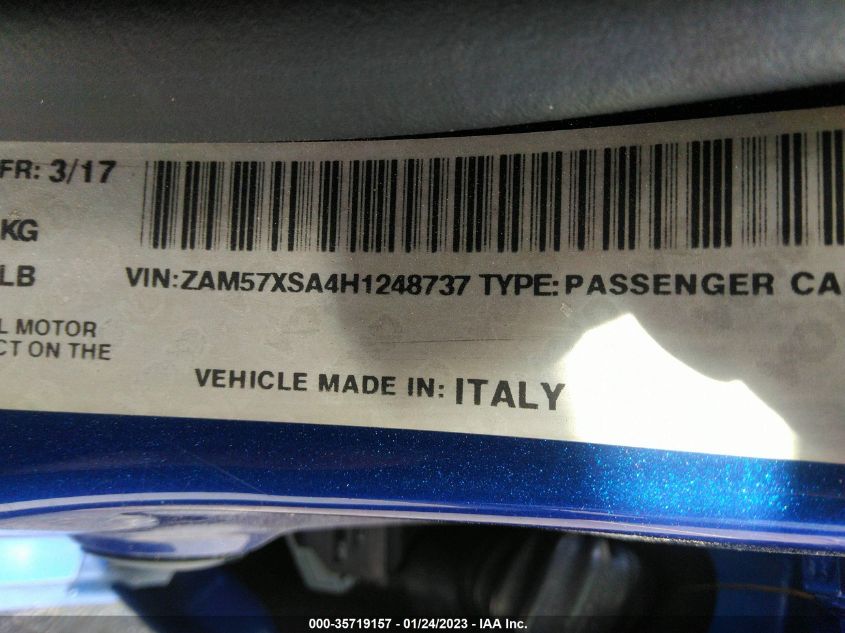 FR: 3/17
KG
LB
VIN:ZAM57XSA4H1248737 TYPE:PASSENGER CA
L MOTOR
CT ON THE
VEHICLE MADE IN: ITALY
000-35719157 - 01/24/2023 - IAA Inc.